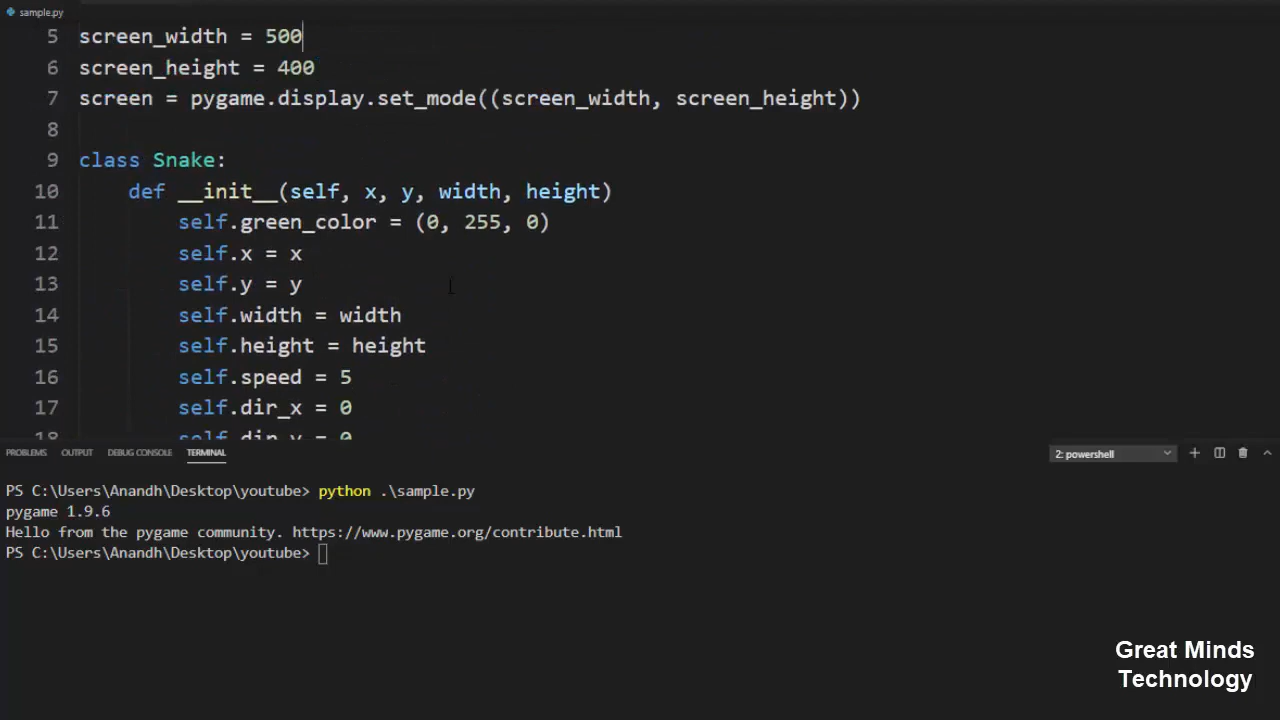 sample.py
5 screen_width = 500
6 screen_height = 400
7 screen = pygame.display.set_mode((screen_width, screen_height))
8
9 class Snake:
10 def __init__(self, x, y, width, height)
11 self.green_color = (0, 255, 0)
12 self.x = x
13 self.y = y
14 self.width = width
15 self.height = height
16 self.speed = 5
17 self.dir_x = 0
18 self.dir_y = 0
PROBLEMS OUTPUT DEBUG CONSOLE TERMINAL 2: powershell
PS C:\Users\Anandh\Desktop\youtube> python .\sample.py
pygame 1.9.6
Hello from the pygame community. https://www.pygame.org/contribute.html
PS C:\Users\Anandh\Desktop\youtube>
Great Minds
Technology